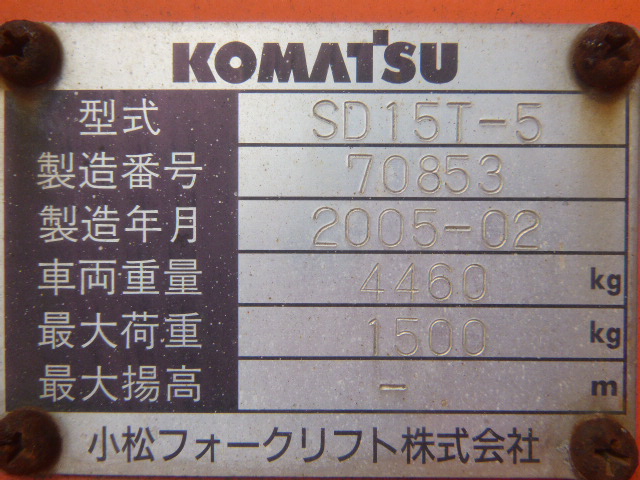 KOMATSU
型式 SD15T-5
製造番号 70853
製造年月 2005-02
車両重量 4460 kg
最大荷重 1500 kg
最大揚高 - m
小松フォークリフト株式会社